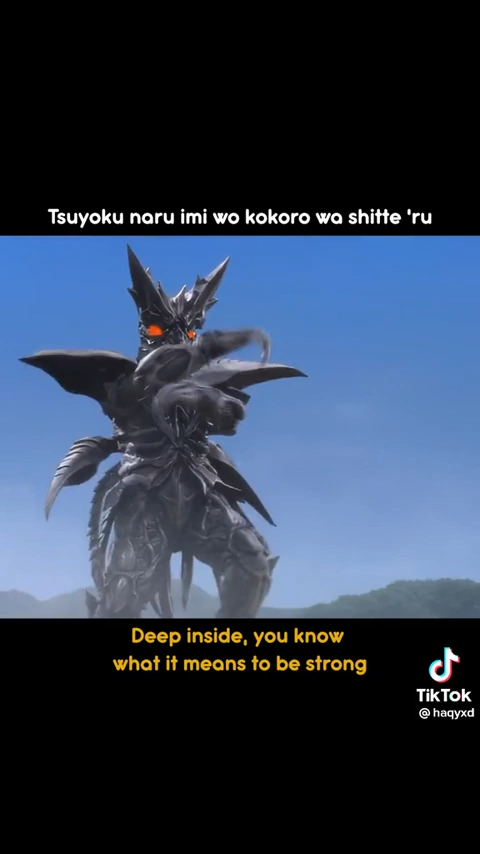 Tsuyoku naru imi wo kokoro wa shitte 'ru
Deep inside, you know
what it means to be strong
TikTok
@haqyxd